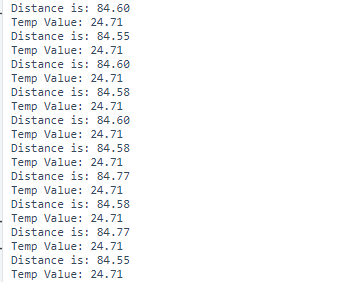 Distance is: 84.60
Temp Value: 24.71
Distance is: 84.55
Temp Value: 24.71
Distance is: 84.60
Temp Value: 24.71
Distance is: 84.58
Temp Value: 24.71
Distance is: 84.60
Temp Value: 24.71
Distance is: 84.58
Temp Value: 24.71
Distance is: 84.77
Temp Value: 24.71
Distance is: 84.58
Temp Value: 24.71
Distance is: 84.77
Temp Value: 24.71
Distance is: 84.55
Temp Value: 24.71